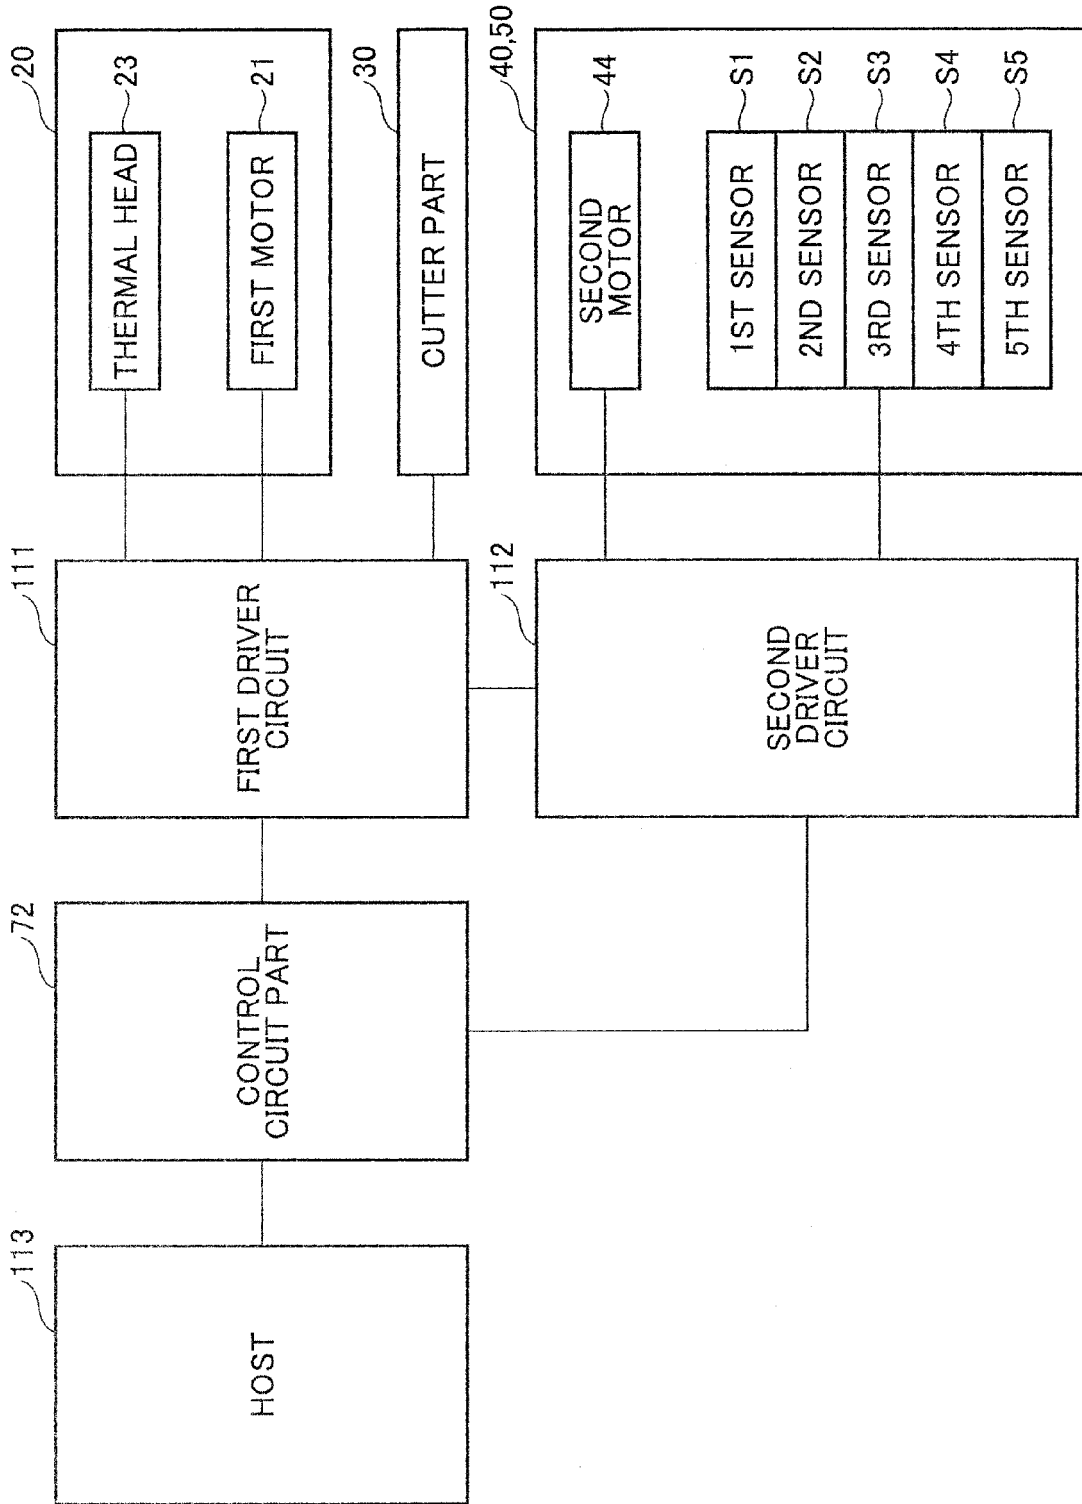 113
HOST
72
CONTROL
CIRCUIT PART
111
FIRST DRIVER
CIRCUIT
112
SECOND
DRIVER
CIRCUIT
20
THERMAL HEAD
23
FIRST MOTOR
21
30
CUTTER PART
40,50
SECOND
MOTOR
44
1ST SENSOR
S1
2ND SENSOR
S2
3RD SENSOR
S3
4TH SENSOR
S4
5TH SENSOR
S5